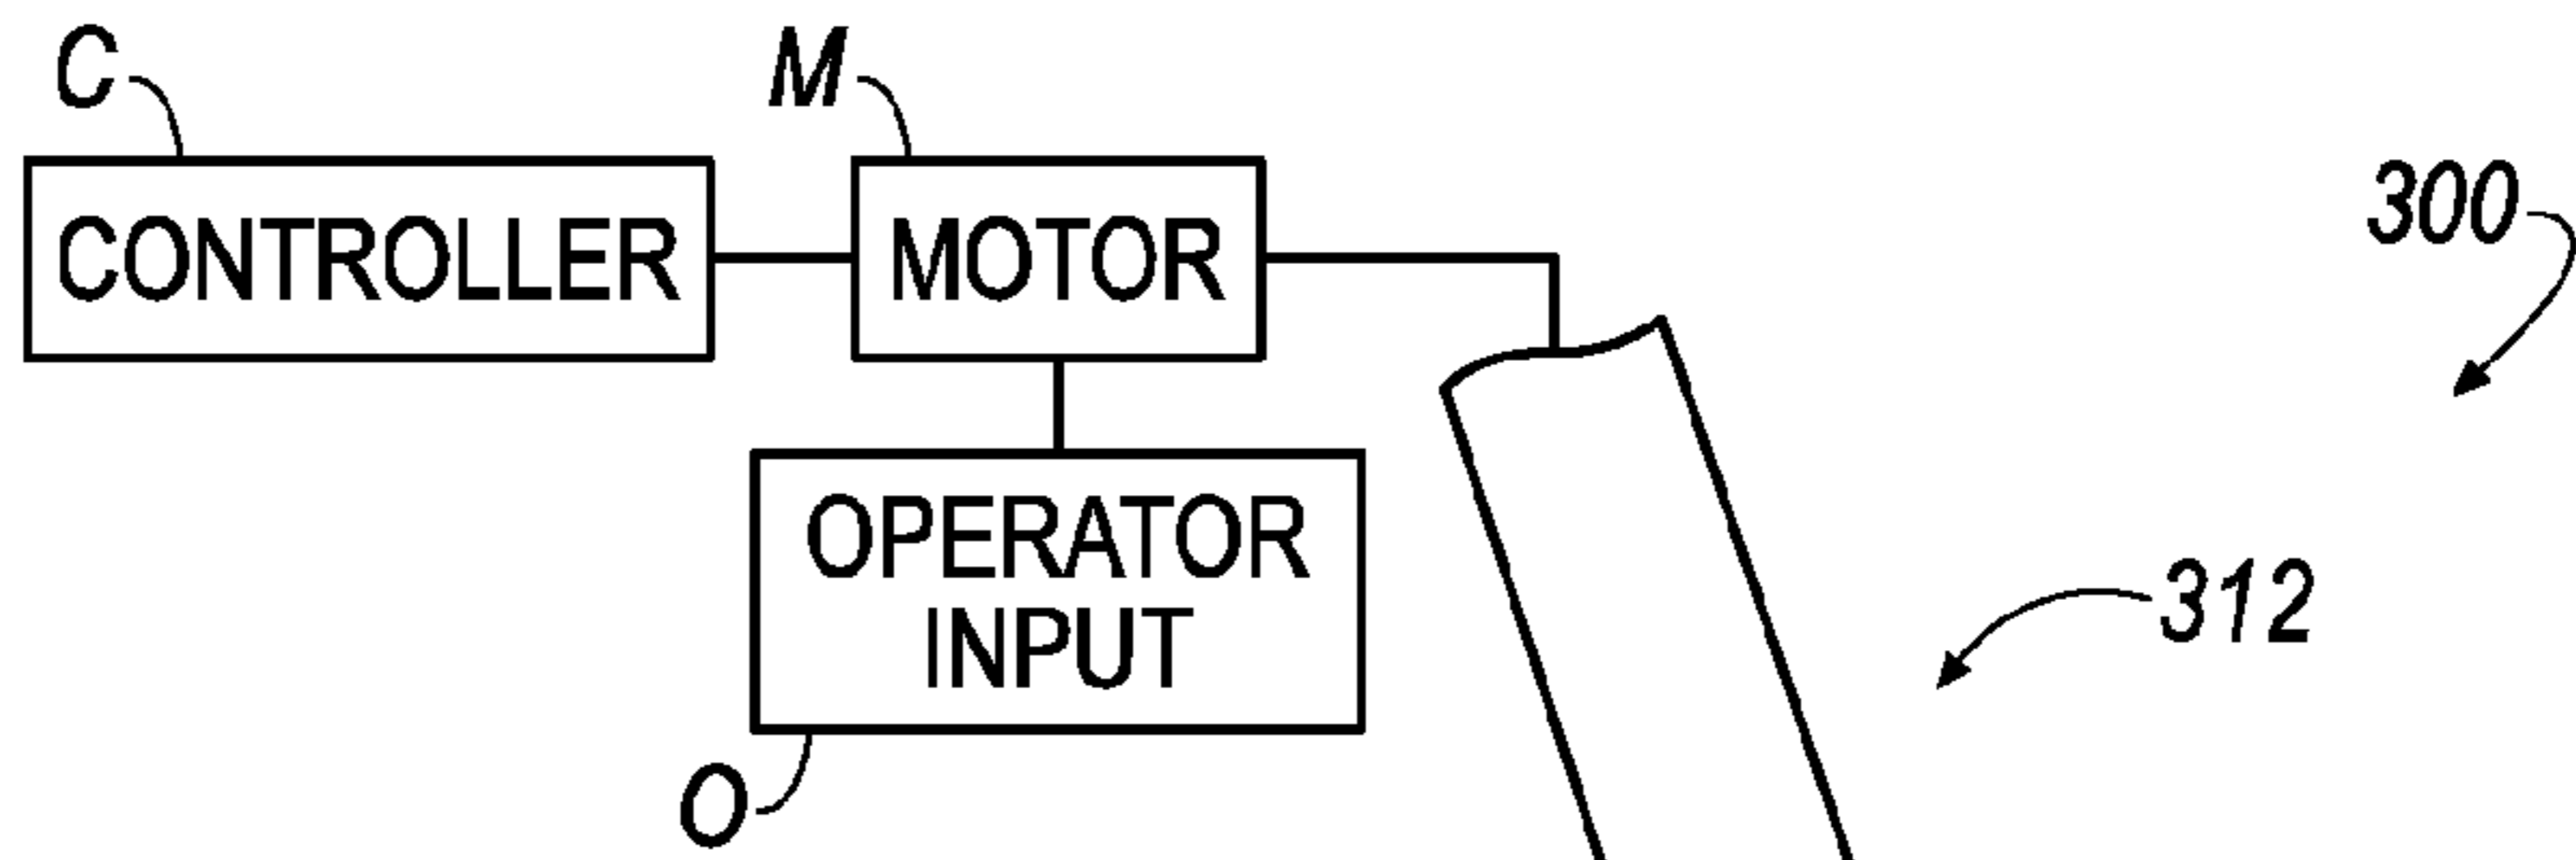 C
M
CONTROLLER
MOTOR
300
OPERATOR
INPUT
312
O